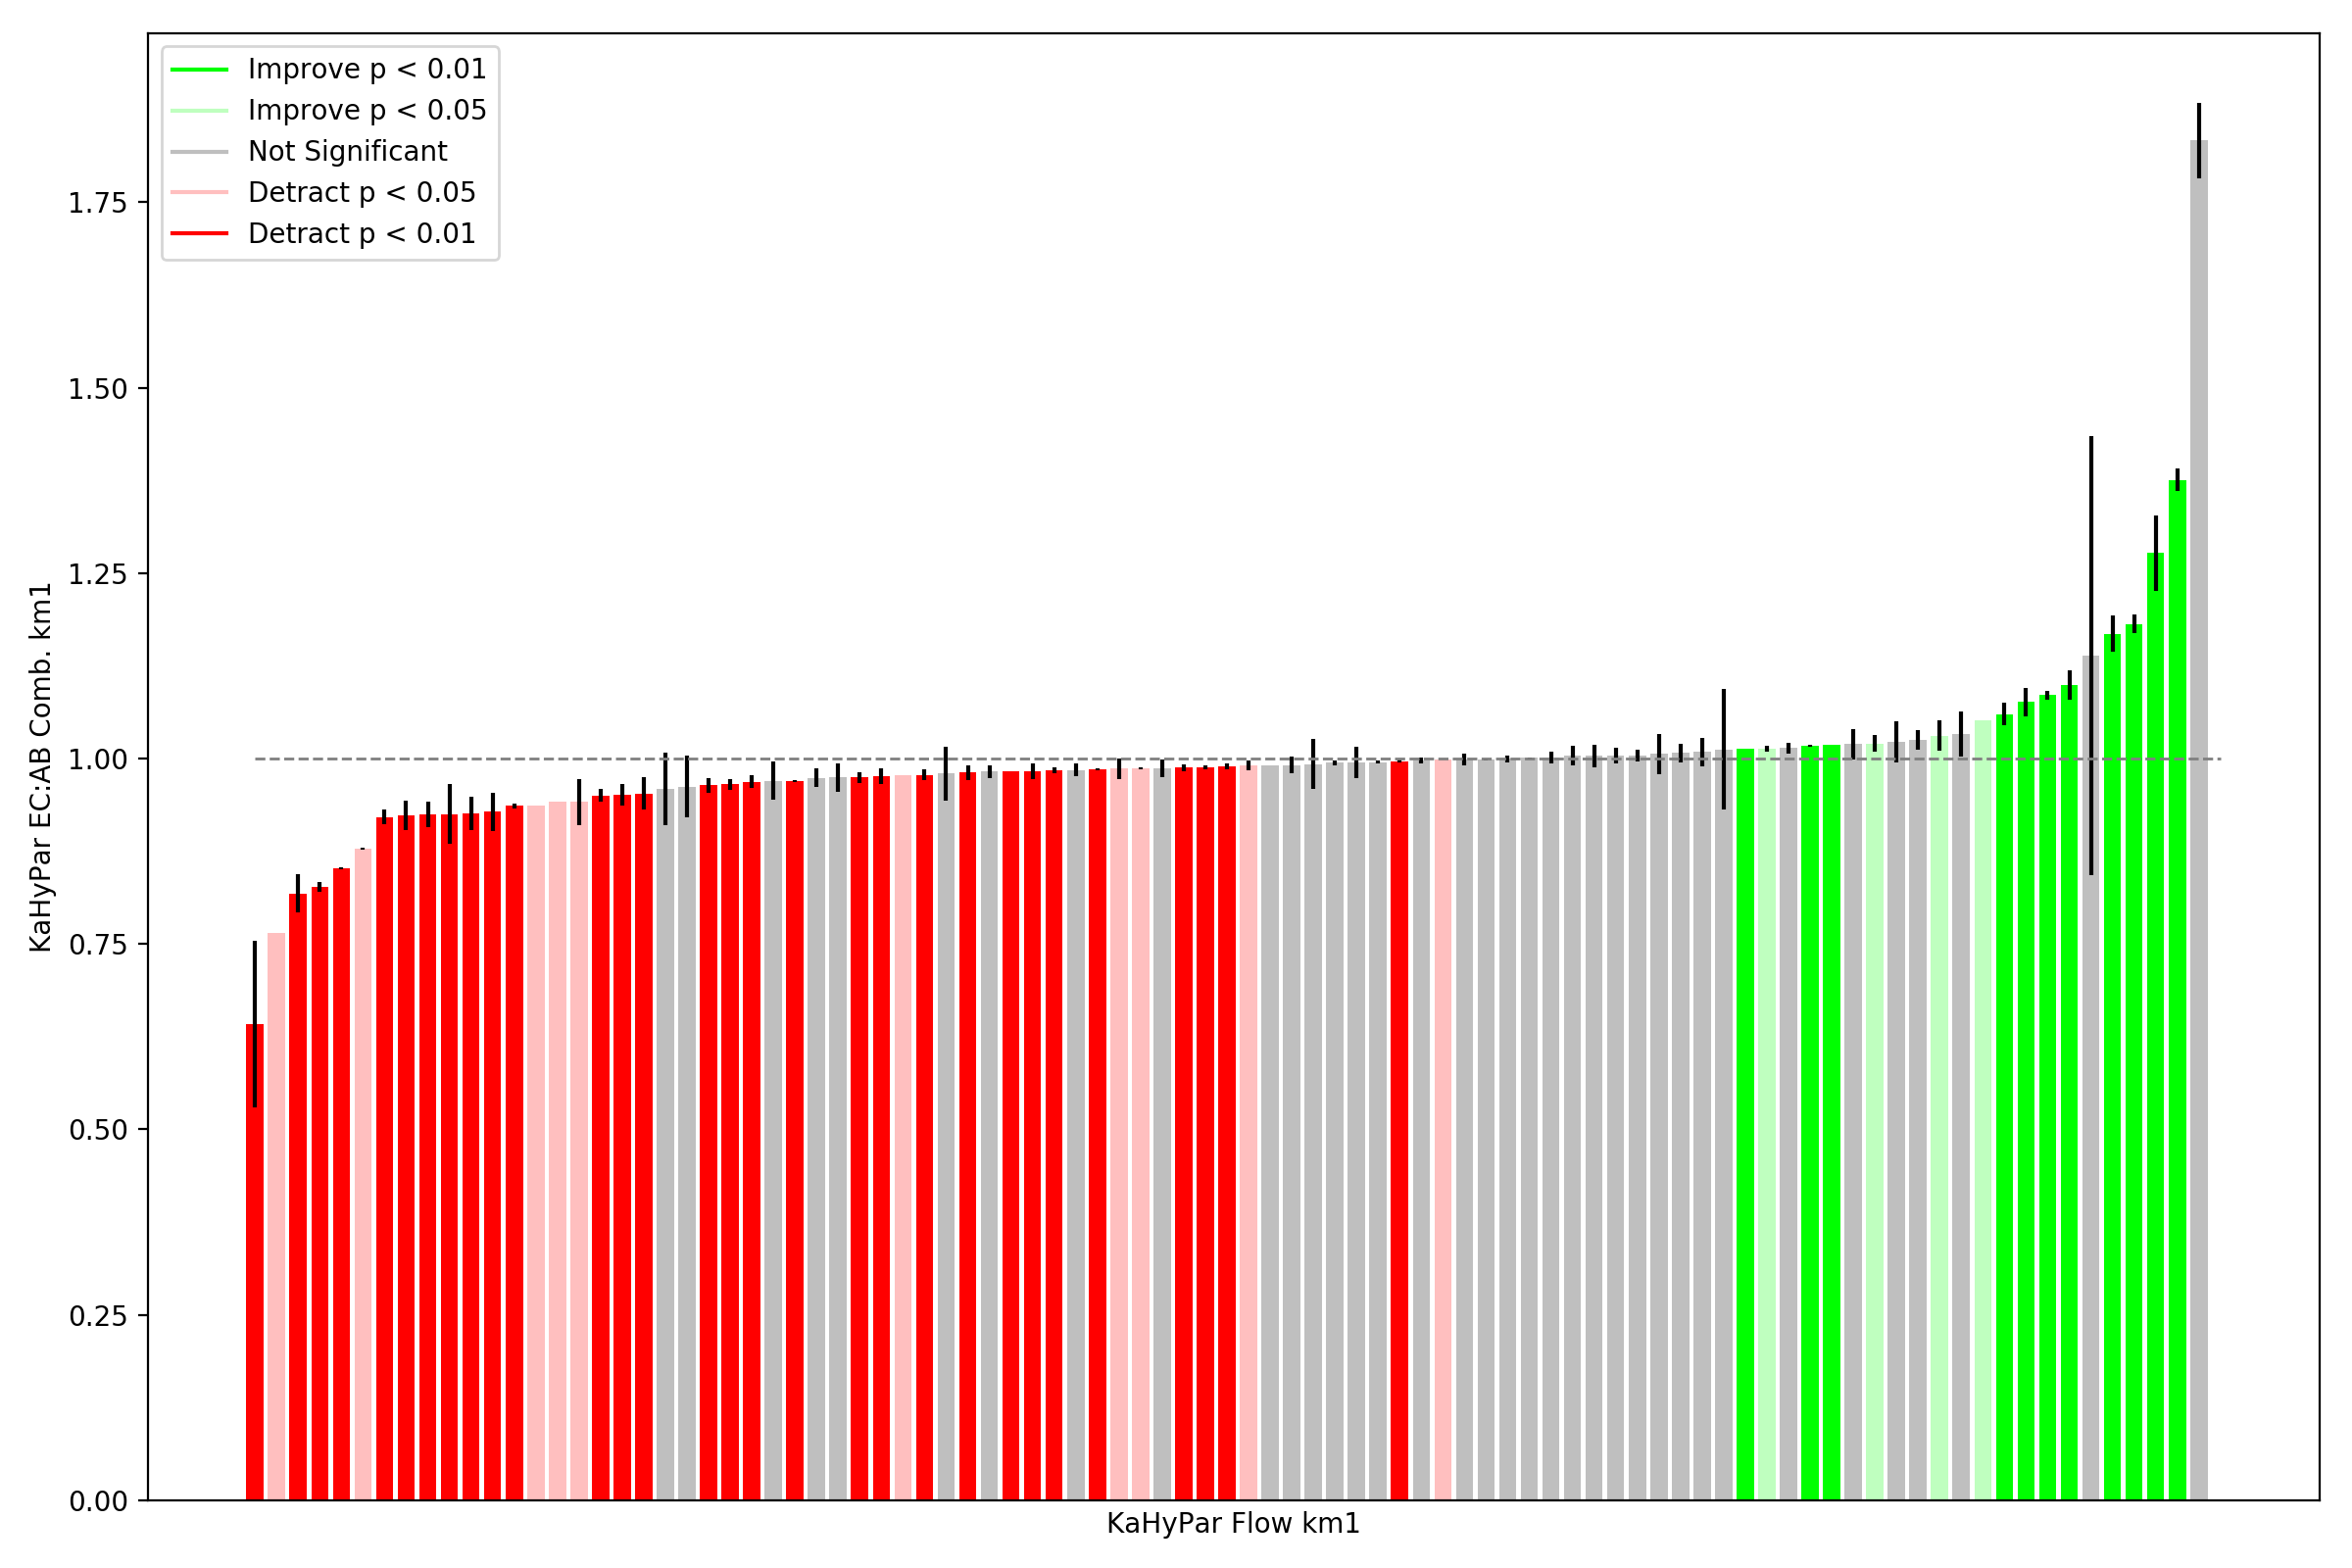 Improve p < 0.01
Improve p < 0.05
Not Significant
Detract p < 0.05
Detract p < 0.01
1.75
1.50
1.25
1.00
0.75
0.50
0.25
0.00
KaHyPar EC:AB Comb. km1
KaHyPar Flow km1